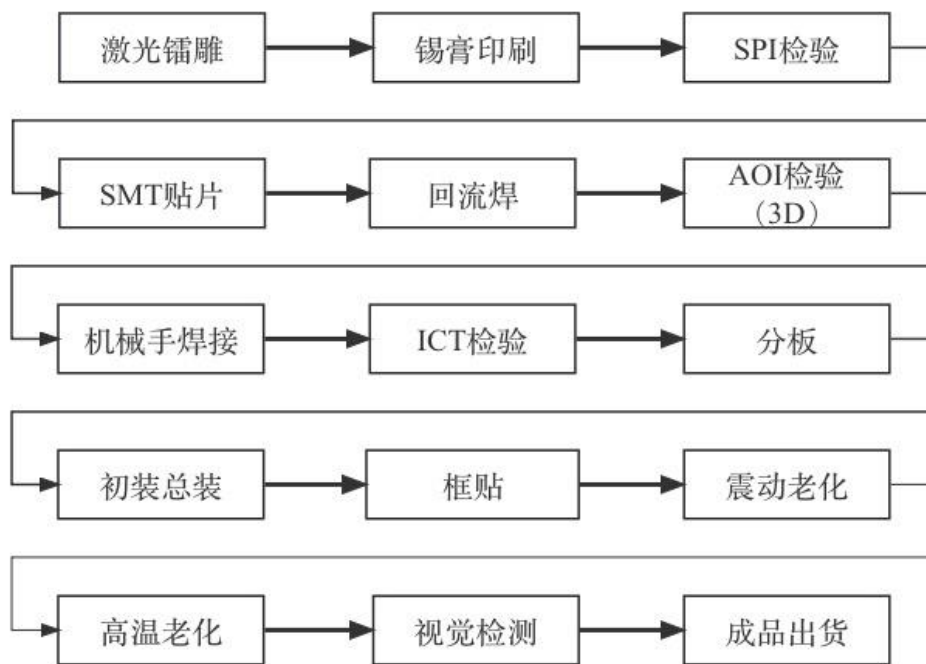 激光镭雕
锡膏印刷
SPI检验
SMT贴片
回流焊
AOI检验
（3D）
机械手焊接
ICT检验
分板
初装总装
框贴
震动老化
高温老化
视觉检测
成品出货